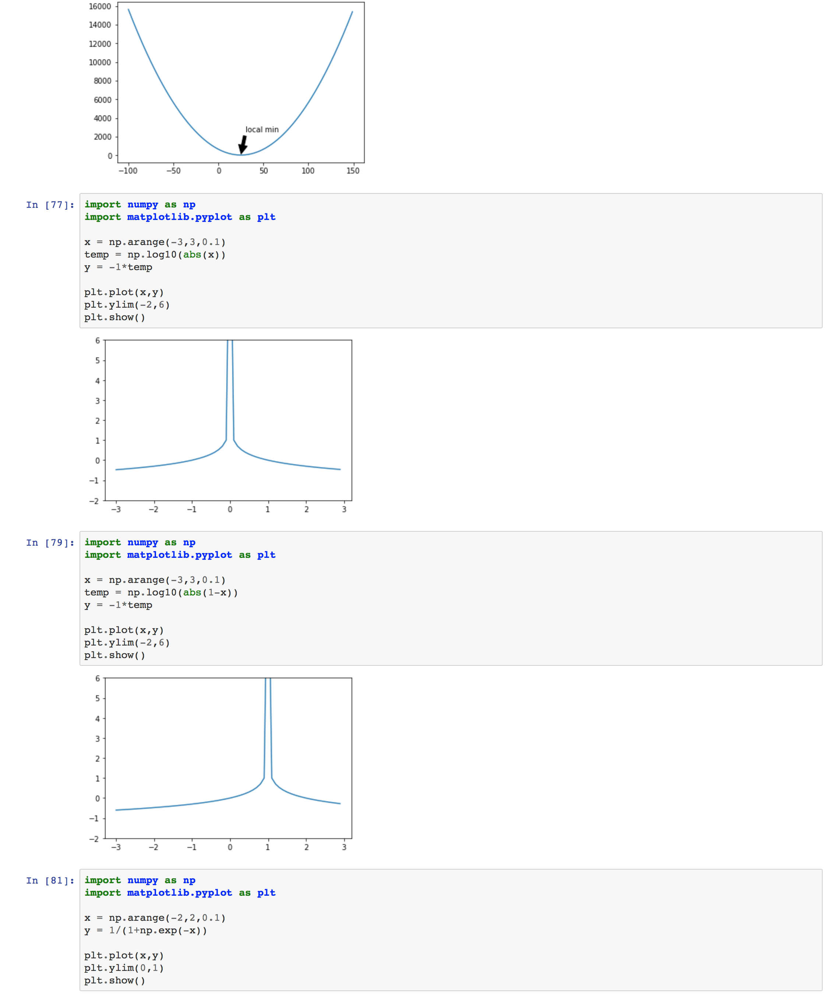 16000
14000
12000
10000
8000
6000
4000
2000
0
local min
−100 −50 0 50 100 150
In [77]:
import numpy as np
import matplotlib.pyplot as plt
x = np.arange(-3,3,0.1)
temp = np.log10(abs(x))
y = -1*temp
plt.plot(x,y)
plt.ylim(-2,6)
plt.show()
6
5
4
3
2
1
0
−1
−2
−3 −2 −1 0 1 2 3
In [79]:
import numpy as np
import matplotlib.pyplot as plt
x = np.arange(-3,3,0.1)
temp = np.log10(abs(1-x))
y = -1*temp
plt.plot(x,y)
plt.ylim(-2,6)
plt.show()
6
5
4
3
2
1
0
−1
−2
−3 −2 −1 0 1 2 3
In [81]:
import numpy as np
import matplotlib.pyplot as plt
x = np.arange(-2,2,0.1)
y = 1/(1+np.exp(-x))
plt.plot(x,y)
plt.ylim(0,1)
plt.show()